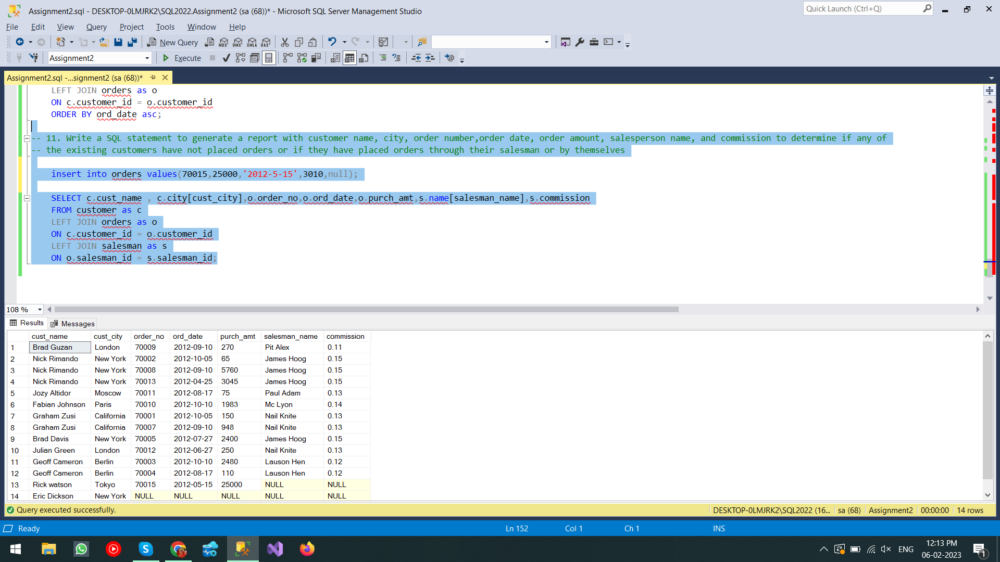 Assignment2.sql - DESKTOP-0LMJRK2\SQL2022.Assignment2 (sa (68))* - Microsoft SQL Server Management Studio
Quick Launch (Ctrl+Q)
File Edit View Query Project Tools Window Help
New Query MDX DMX XMLA DAX
Assignment2 Execute
Assignment2.sql -...signment2 (sa (68))*
LEFT JOIN orders as o
ON c.customer_id = o.customer_id
ORDER BY ord_date asc;
-- 11. Write a SQL statement to generate a report with customer name, city, order number,order date, order amount, salesperson name, and commission to determine if any of
-- the existing customers have not placed orders or if they have placed orders through their salesman or by themselves
insert into orders values(70015,25000,'2012-5-15',3010,null);
SELECT c.cust_name , c.city[cust_city],o.order_no,o.ord_date,o.purch_amt,s.name[salesman_name],s.commission
FROM customer as c
LEFT JOIN orders as o
ON c.customer_id = o.customer_id
LEFT JOIN salesman as s
ON o.salesman_id = s.salesman_id;
108 %
Results Messages
cust_name cust_city order_no ord_date purch_amt salesman_name commission
1 Brad Guzan London 70009 2012-09-10 270 Pit Alex 0.11
2 Nick Rimando New York 70002 2012-10-05 65 James Hoog 0.15
3 Nick Rimando New York 70008 2012-09-10 5760 James Hoog 0.15
4 Nick Rimando New York 70013 2012-04-25 3045 James Hoog 0.15
5 Jozy Altidor Moscow 70011 2012-08-17 75 Paul Adam 0.13
6 Fabian Johnson Paris 70010 2012-10-10 1983 Mc Lyon 0.14
7 Graham Zusi California 70001 2012-10-05 150 Nail Knite 0.13
8 Graham Zusi California 70007 2012-09-10 948 Nail Knite 0.13
9 Brad Davis New York 70005 2012-07-27 2400 James Hoog 0.15
10 Julian Green London 70012 2012-06-27 250 Nail Knite 0.13
11 Geoff Cameron Berlin 70003 2012-10-10 2480 Lauson Hen 0.12
12 Geoff Cameron Berlin 70004 2012-08-17 110 Lauson Hen 0.12
13 Rick watson Tokyo 70015 2012-05-15 25000 NULL NULL
14 Eric Dickson New York NULL NULL NULL NULL NULL
Query executed successfully. DESKTOP-0LMJRK2\SQL2022 (16... sa (68) Assignment2 00:00:00 14 rows
Ready Ln 152 Col 1 Ch 1 INS
ENG 12:13 PM
06-02-2023
1